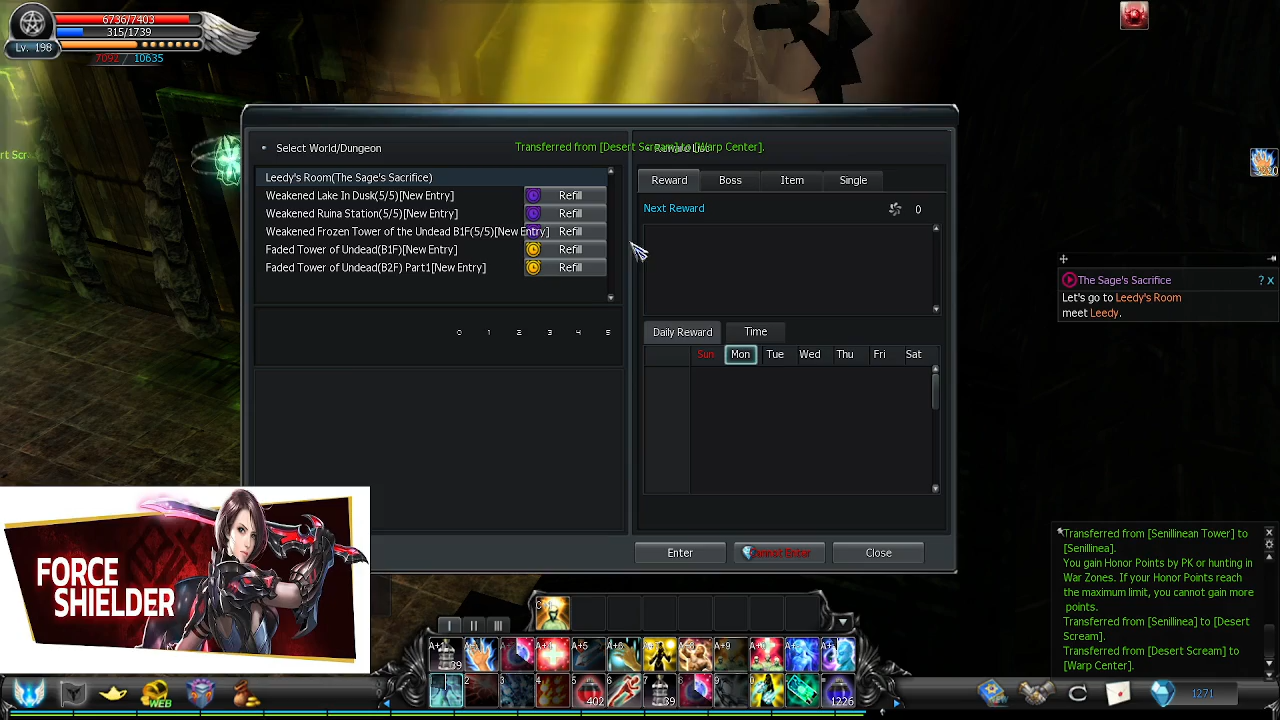 6736/7403
315/1739
Lv. 198
7092 / 10635
Select World/Dungeon
Transferred from [Desert Scream] to [Warp Center].
Leedy's Room(The Sage's Sacrifice)
Weakened Lake In Dusk(5/5)[New Entry]
Refill
Weakened Ruina Station(5/5)[New Entry]
Refill
Weakened Frozen Tower of the Undead B1F(5/5)[New Entry]
Refill
Faded Tower of Undead(B1F)[New Entry]
Refill
Faded Tower of Undead(B2F) Part1[New Entry]
Refill
0 1 2 3 4 5
Reward Boss Item Single
Next Reward 0
Daily Reward Time
Sun Mon Tue Wed Thu Fri Sat
Enter
Close
The Sage's Sacrifice ? X
Let's go to Leedy's Room
meet Leedy.
FORCE
SHIELDER
Transferred from [Senillinean Tower] to
[Senillinea].
You gain Honor Points by PK or hunting in
War Zones. If your Honor Points reach
the maximum limit, you cannot gain more
points.
Transferred from [Senillinea] to [Desert
Scream].
Transferred from [Desert Scream] to
[Warp Center].
I II III
402
1226
WEB
1271